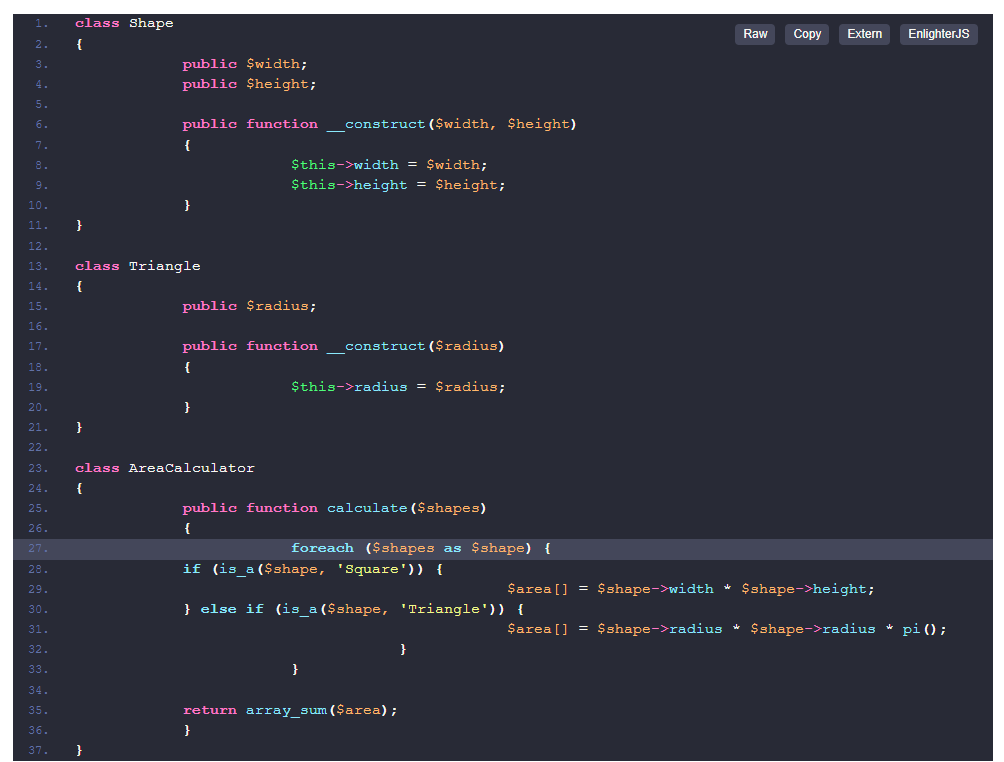 Raw Copy Extern EnlighterJS
1. class Shape
2. {
3. public $width;
4. public $height;
5.
6. public function __construct($width, $height)
7. {
8. $this->width = $width;
9. $this->height = $height;
10. }
11. }
12.
13. class Triangle
14. {
15. public $radius;
16.
17. public function __construct($radius)
18. {
19. $this->radius = $radius;
20. }
21. }
22.
23. class AreaCalculator
24. {
25. public function calculate($shapes)
26. {
27. foreach ($shapes as $shape) {
28. if (is_a($shape, 'Square')) {
29. $area[] = $shape->width * $shape->height;
30. } else if (is_a($shape, 'Triangle')) {
31. $area[] = $shape->radius * $shape->radius * pi();
32. }
33. }
34.
35. return array_sum($area);
36. }
37. }